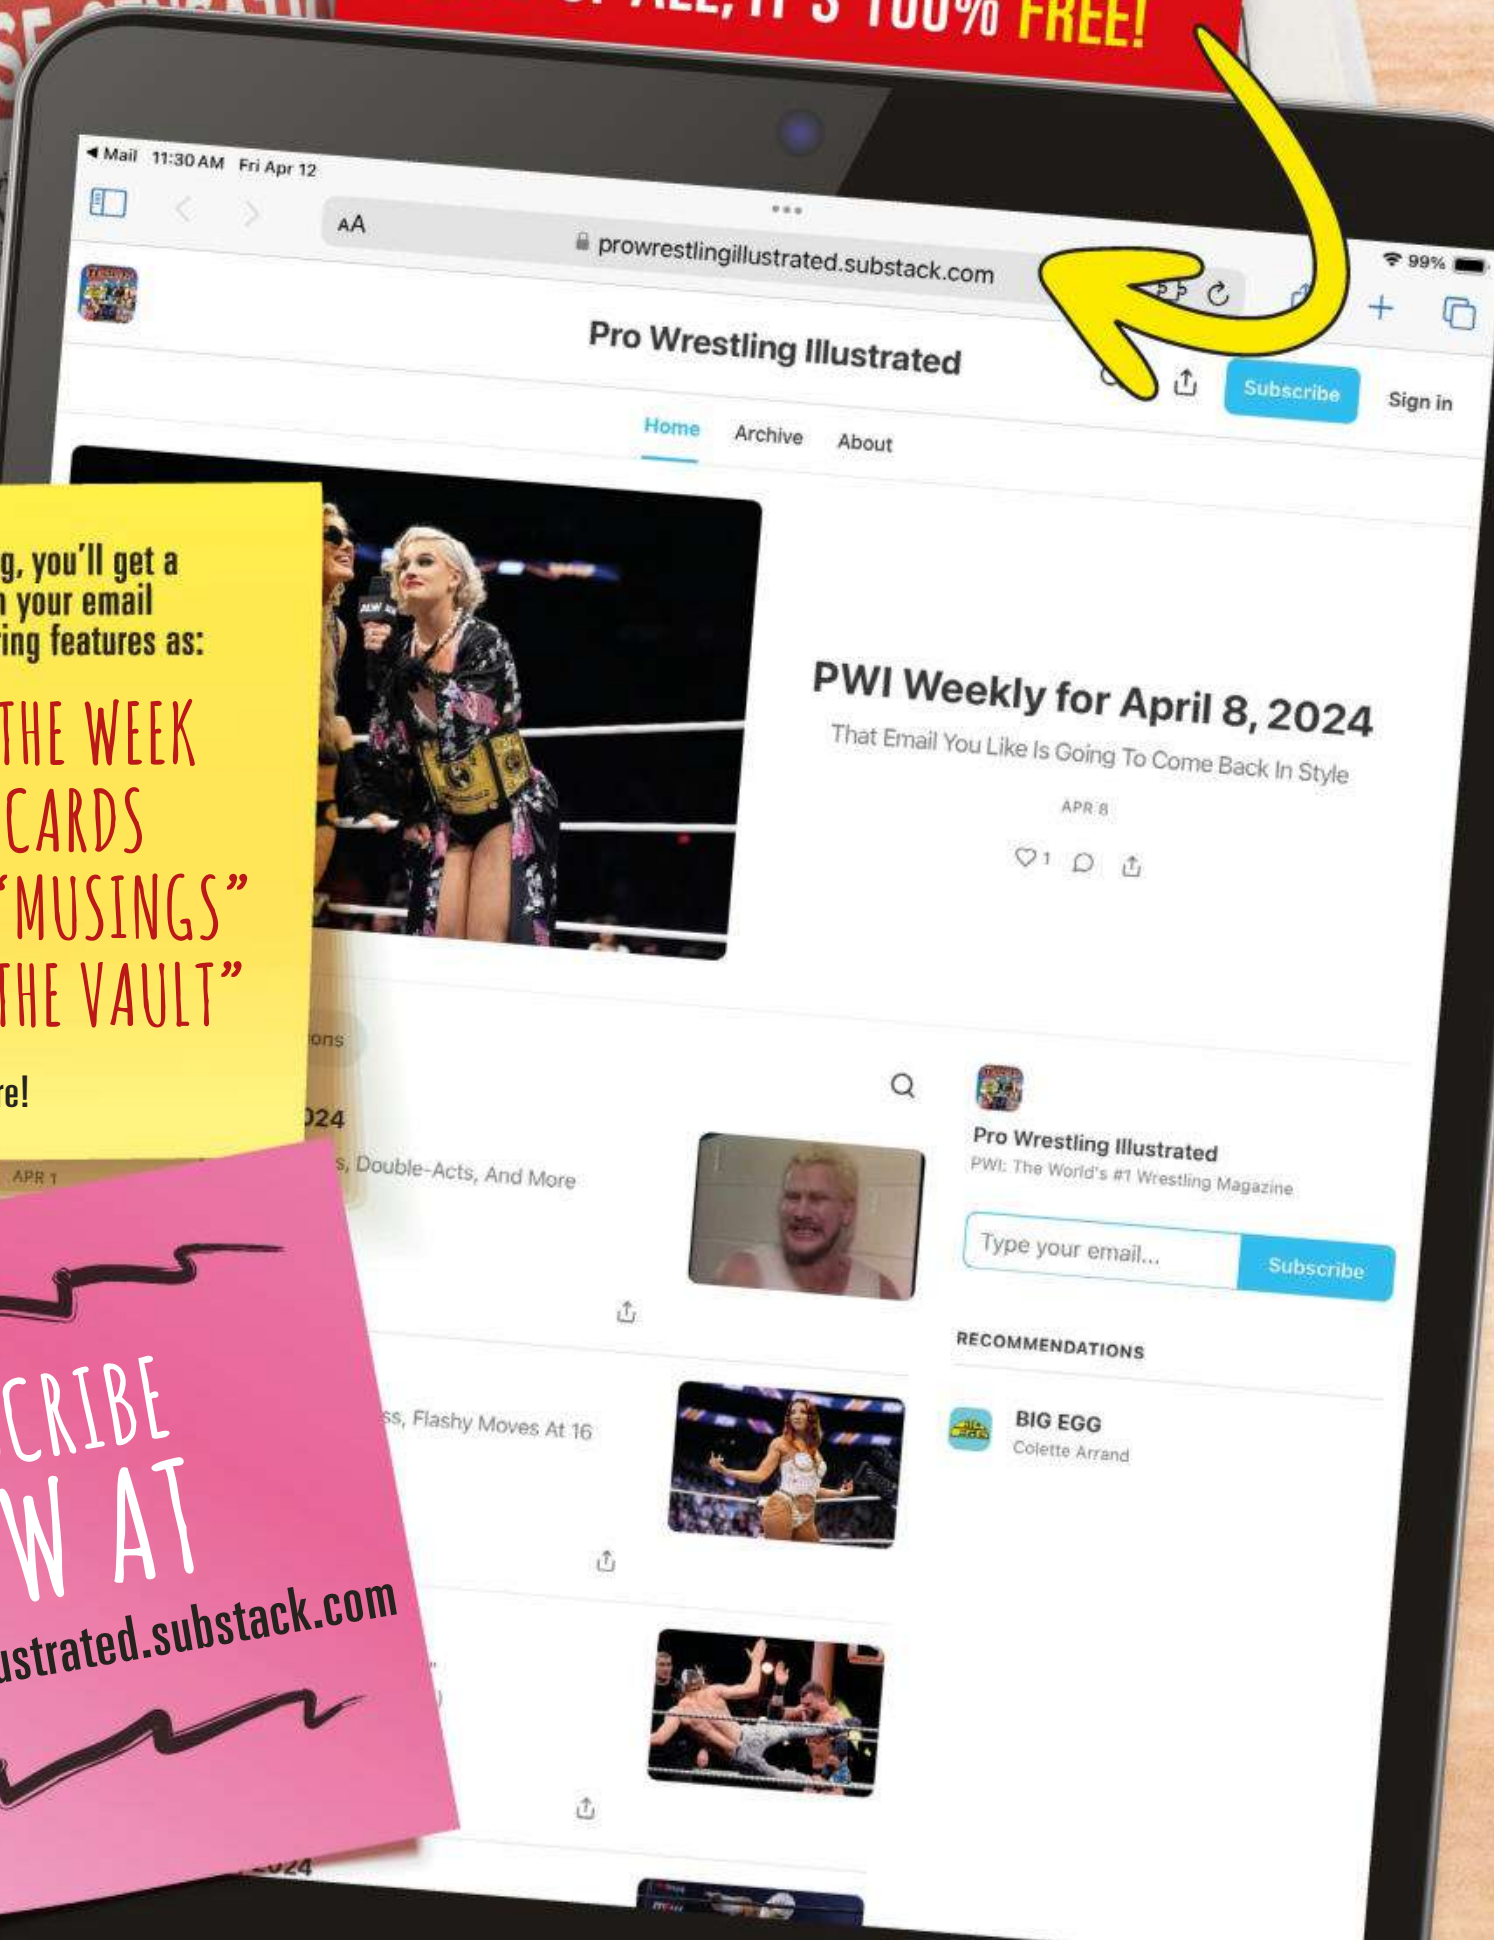 ALL, IT'S 100% FREE!
Mail 11:30 AM Fri Apr 12
99%
AA
prowrestlingillustrated.substack.com
Pro Wrestling Illustrated
Subscribe
Sign in
Home Archive About
PWI Weekly for April 8, 2024
That Email You Like Is Going To Come Back In Style
APR 8
1
g, you'll get a
your email
ing features as:
THE WEEK
CARDS
"MUSINGS"
THE VAULT"
re!
ons
024
s, Double-Acts, And More
APR 1
Pro Wrestling Illustrated
PWI: The World's #1 Wrestling Magazine
Type your email...
Subscribe
RECOMMENDATIONS
BIG EGG
Colette Arrand
ss, Flashy Moves At 16
CRIBE
W AT
ustrated.substack.com
2024